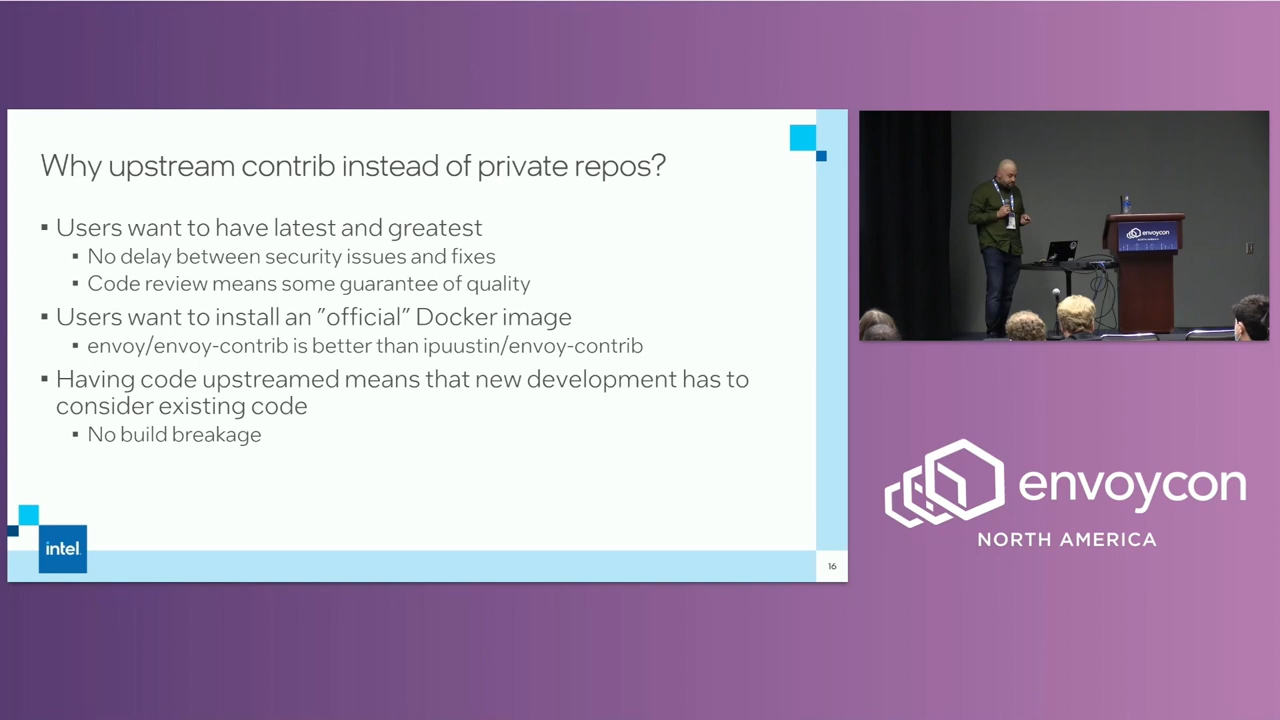 Why upstream contrib instead of private repos?
▪ Users want to have latest and greatest
▪ No delay between security issues and fixes
▪ Code review means some guarantee of quality
▪ Users want to install an ”official” Docker image
▪ envoy/envoy-contrib is better than ipuustin/envoy-contrib
▪ Having code upstreamed means that new development has to
consider existing code
▪ No build breakage
intel.
16
envoycon
NORTH AMERICA
envoycon
NORTH AMERICA